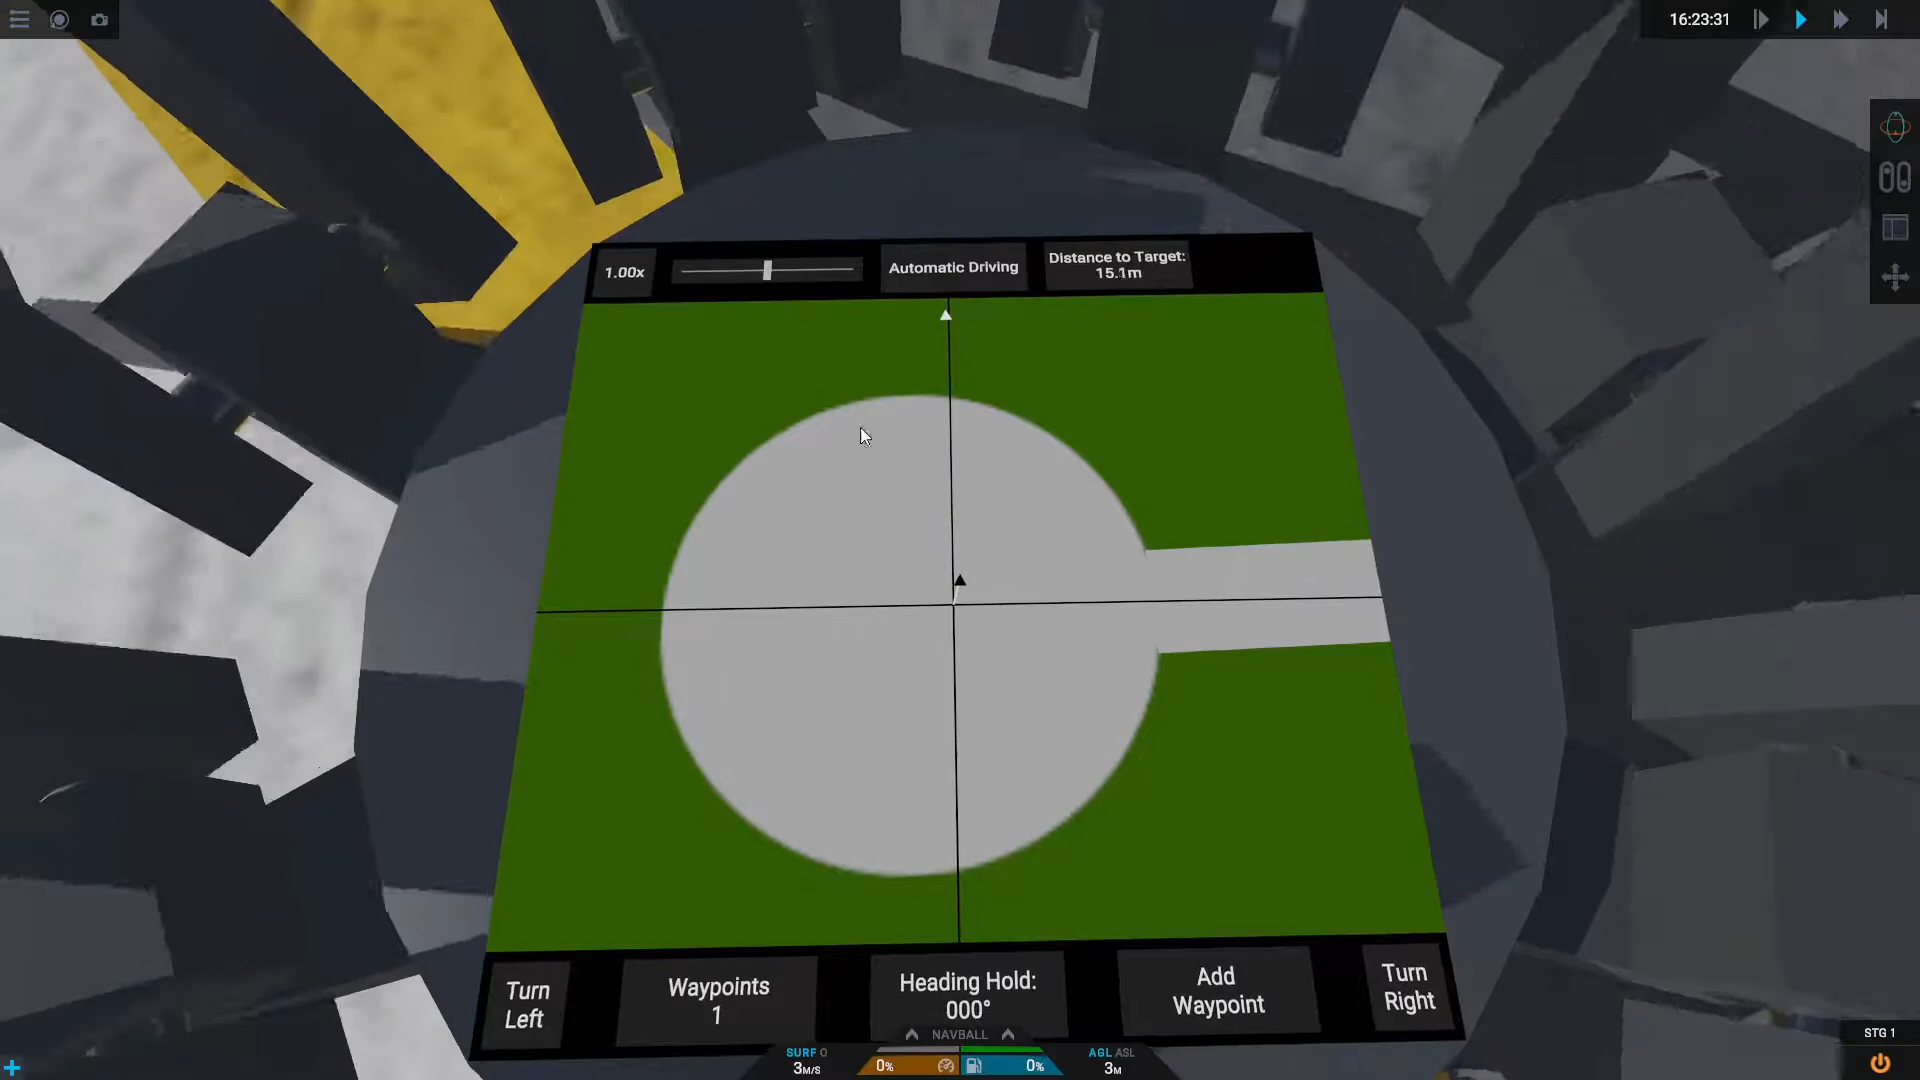 16:23:31
1.00x
Automatic Driving
Distance to Target:
15.1m
Turn
Left
Waypoints
1
Heading Hold:
000°
Add
Waypoint
Turn
Right
NAVBALL
SURF O
3M/S
0%
0%
AGL ASL
3M
STG 1